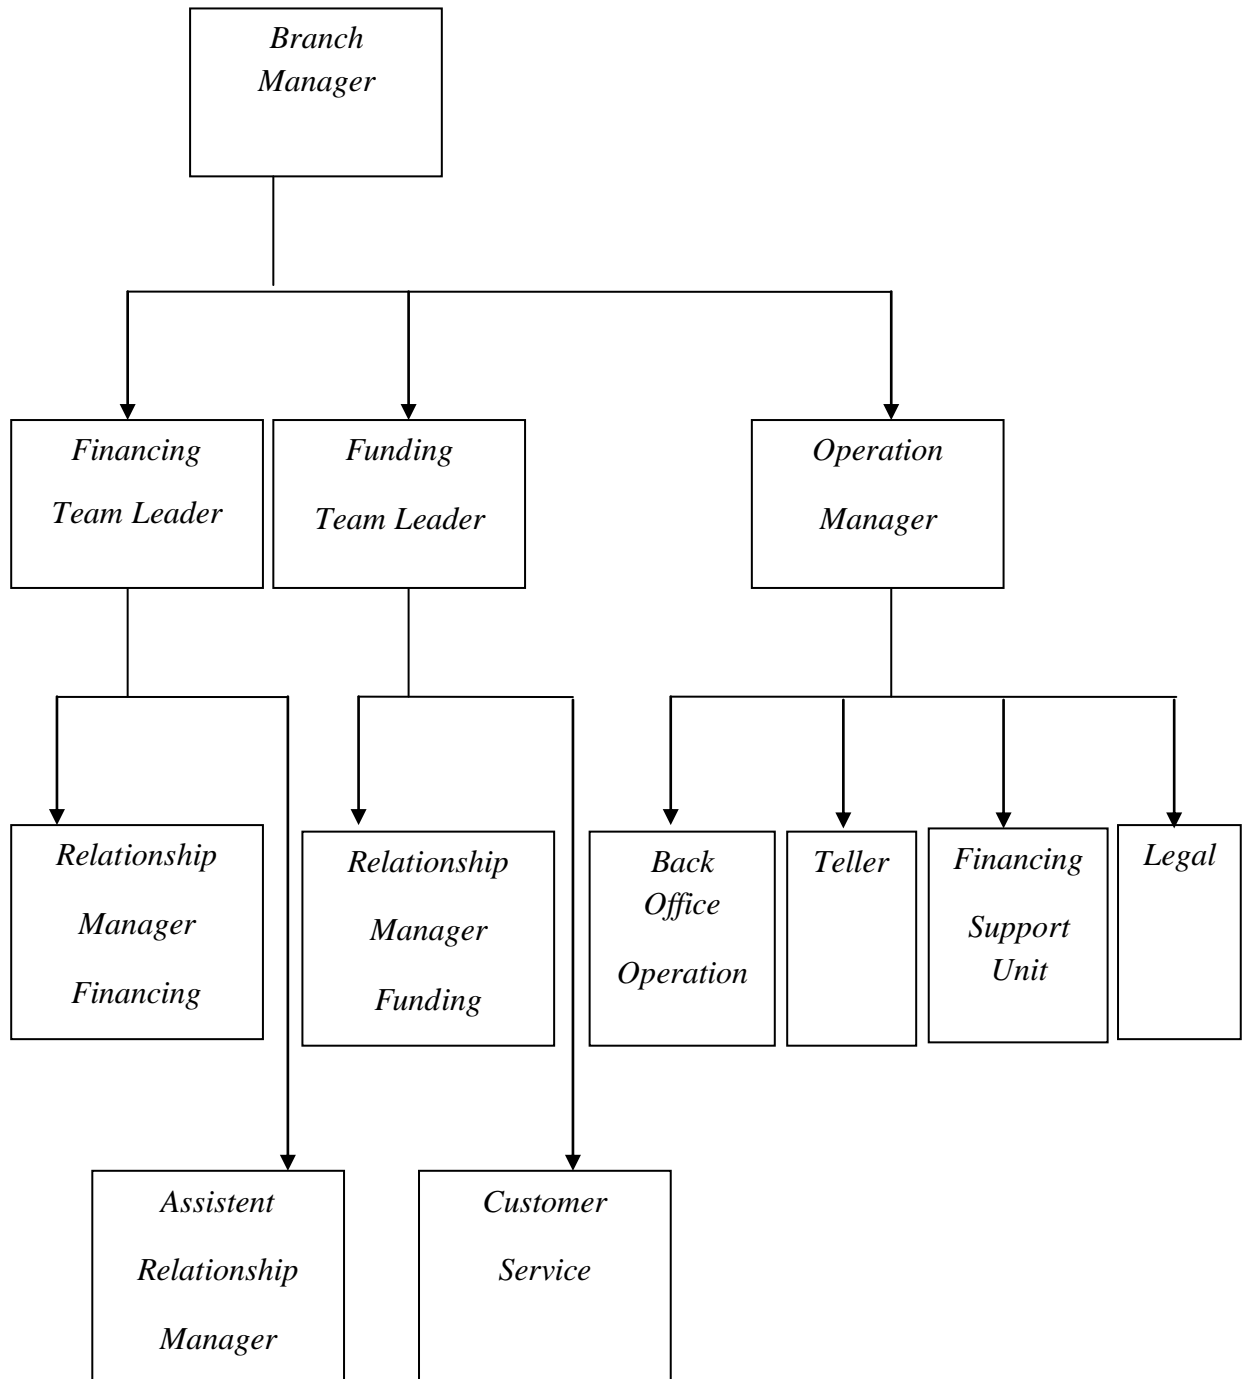 Branch
Manager
Financing
Team Leader
Funding
Team Leader
Operation
Manager
Relationship
Manager
Financing
Relationship
Manager
Funding
Back
Office
Operation
Teller
Financing
Support
Unit
Legal
Assistent
Relationship
Manager
Customer
Service